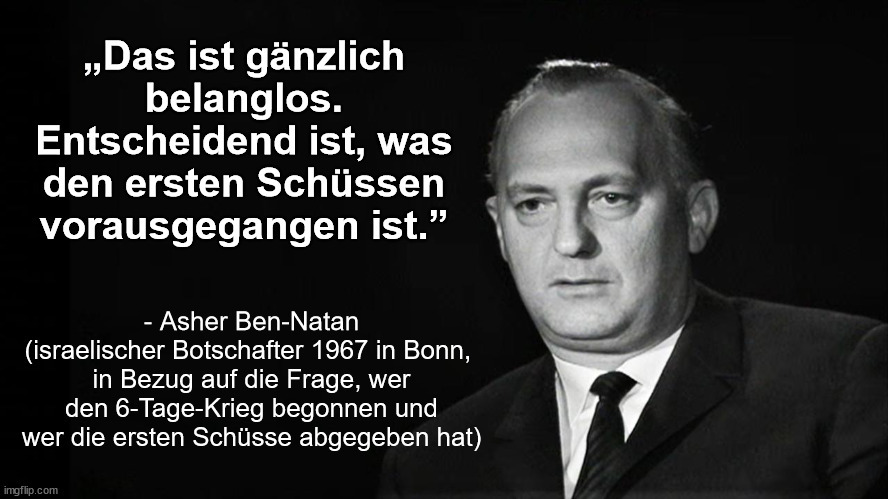 „Das ist gänzlich
belanglos.
Entscheidend ist, was
den ersten Schüssen
vorausgegangen ist.”
- Asher Ben-Natan
(israelischer Botschafter 1967 in Bonn,
in Bezug auf die Frage, wer
den 6-Tage-Krieg begonnen und
wer die ersten Schüsse abgegeben hat)
imgflip.com